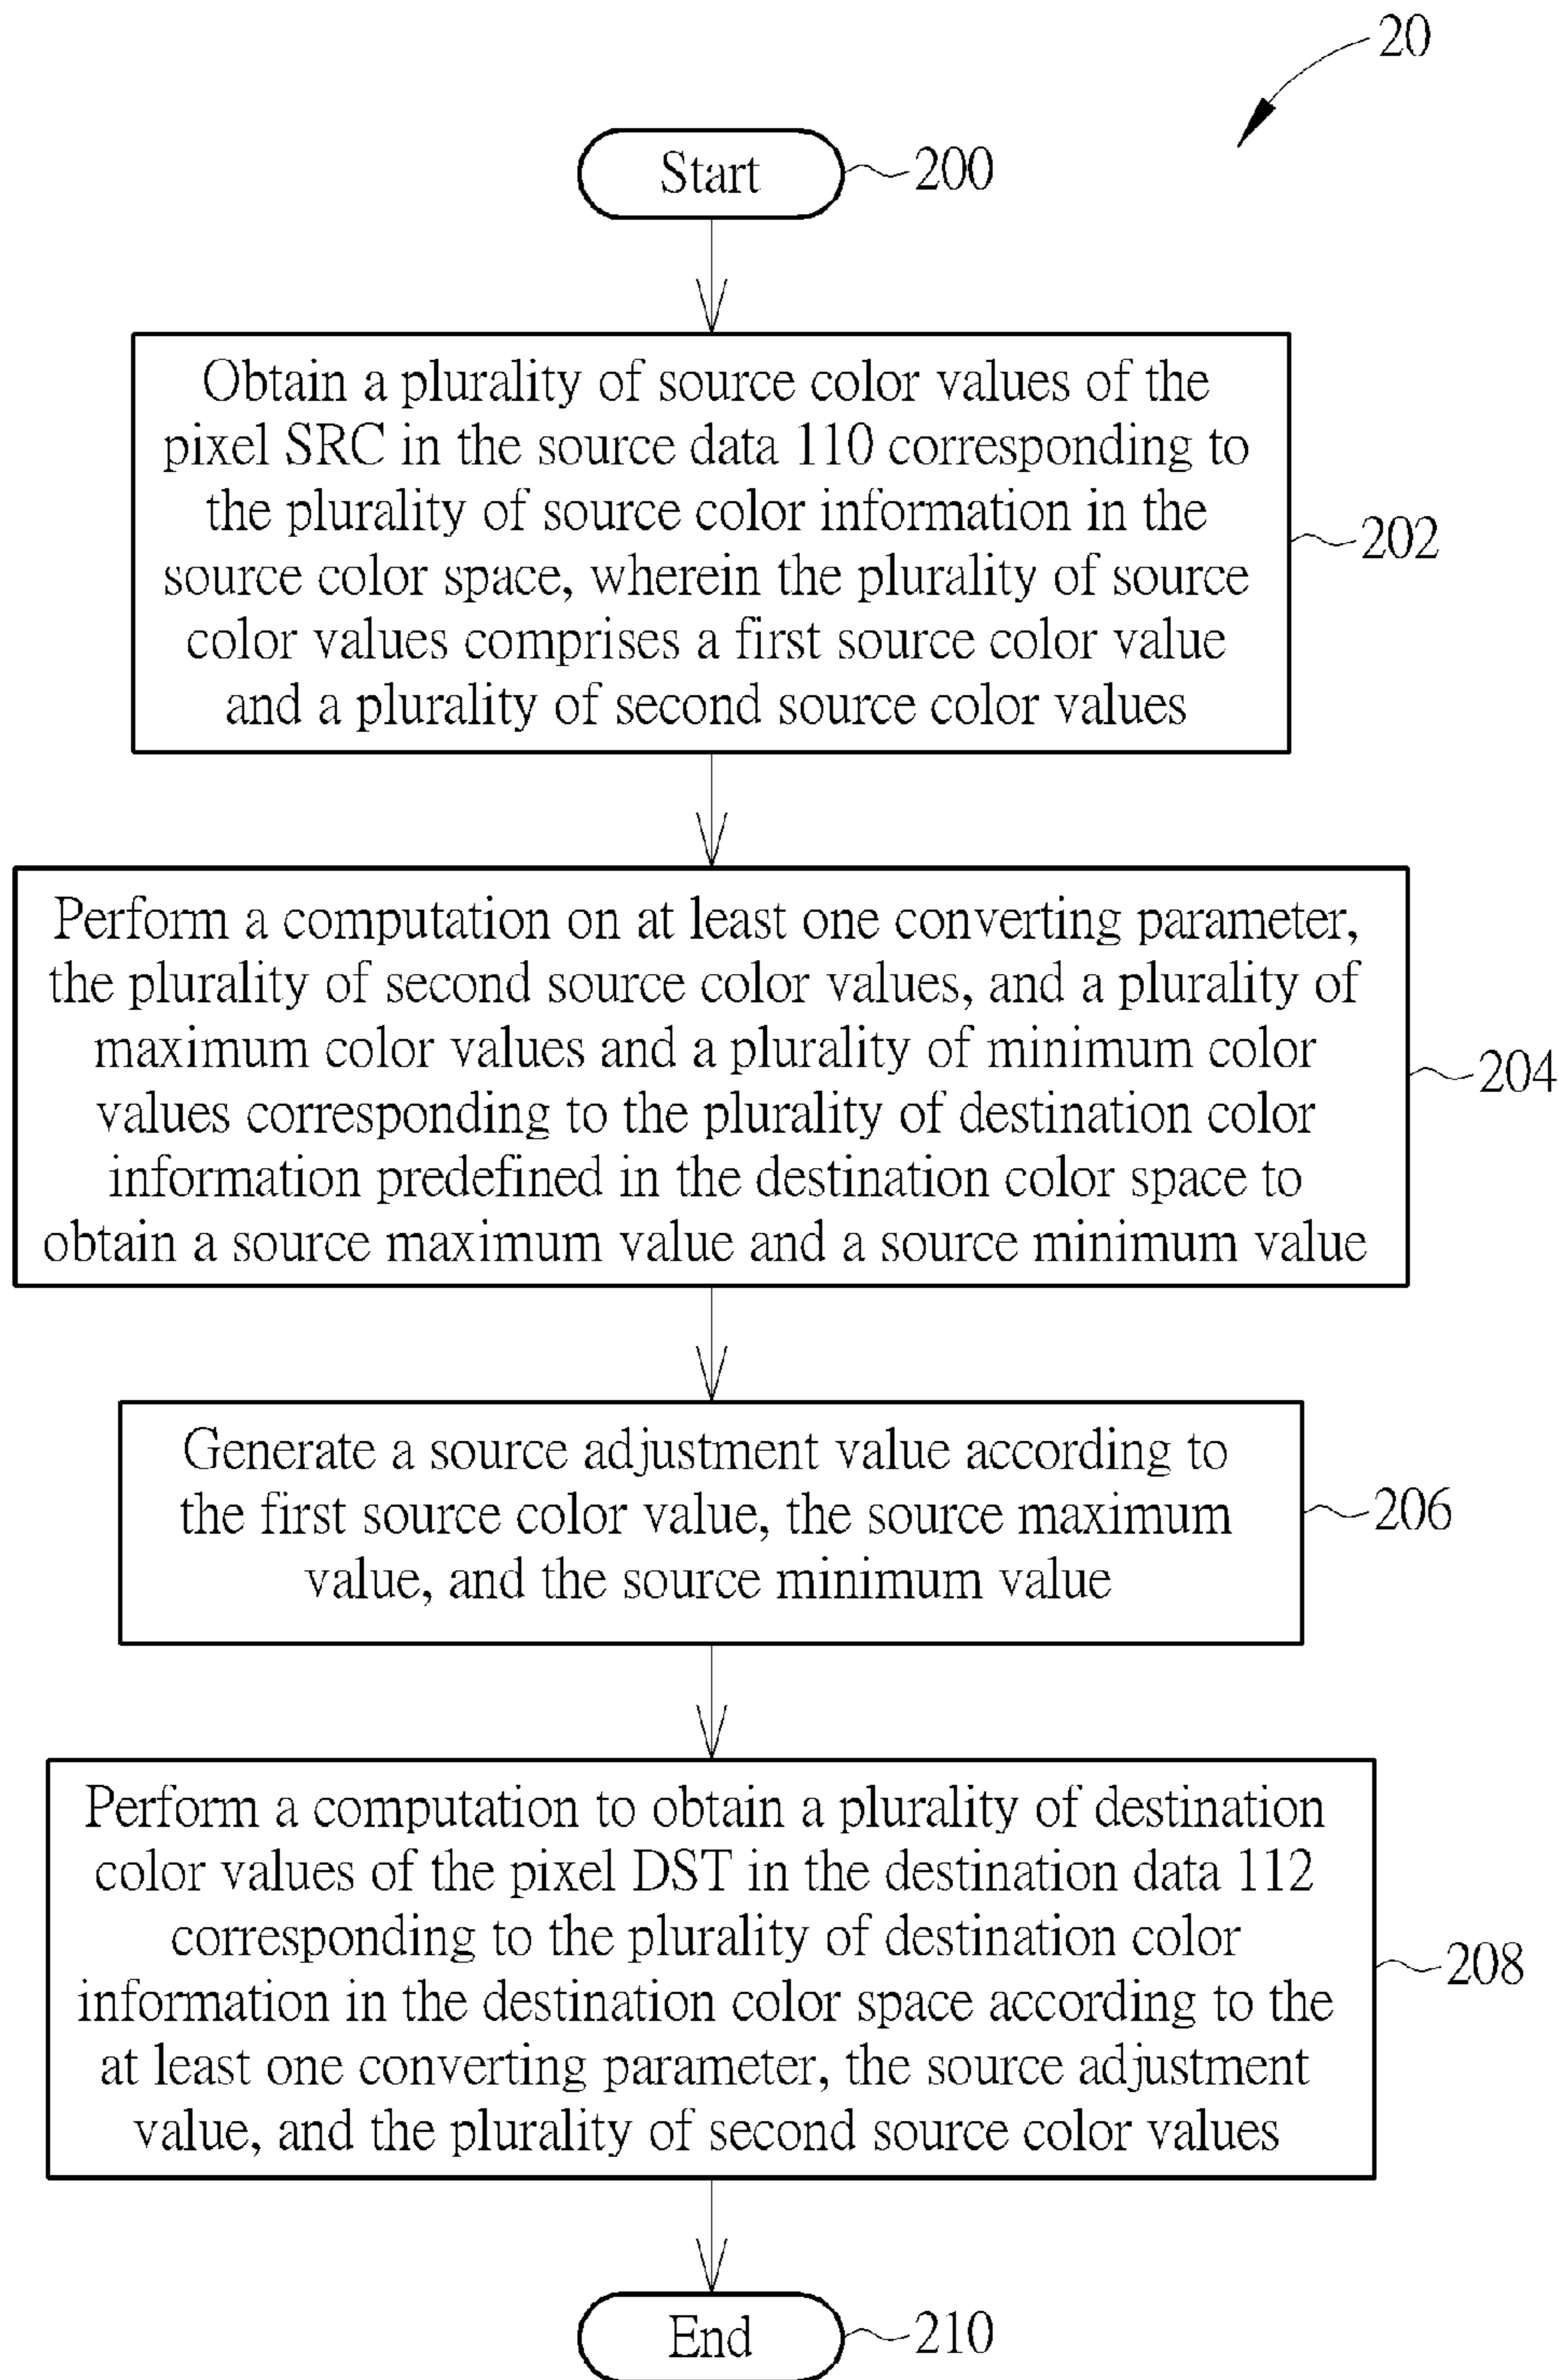 20
Start
200
Obtain a plurality of source color values of the
pixel SRC in the source data 110 corresponding to
the plurality of source color information in the
source color space, wherein the plurality of source
color values comprises a first source color value
and a plurality of second source color values
202
Perform a computation on at least one converting parameter,
the plurality of second source color values, and a plurality of
maximum color values and a plurality of minimum color
values corresponding to the plurality of destination color
information predefined in the destination color space to
obtain a source maximum value and a source minimum value
204
Generate a source adjustment value according to
the first source color value, the source maximum
value, and the source minimum value
206
Perform a computation to obtain a plurality of destination
color values of the pixel DST in the destination data 112
corresponding to the plurality of destination color
information in the destination color space according to the
at least one converting parameter, the source adjustment
value, and the plurality of second source color values
208
End
210